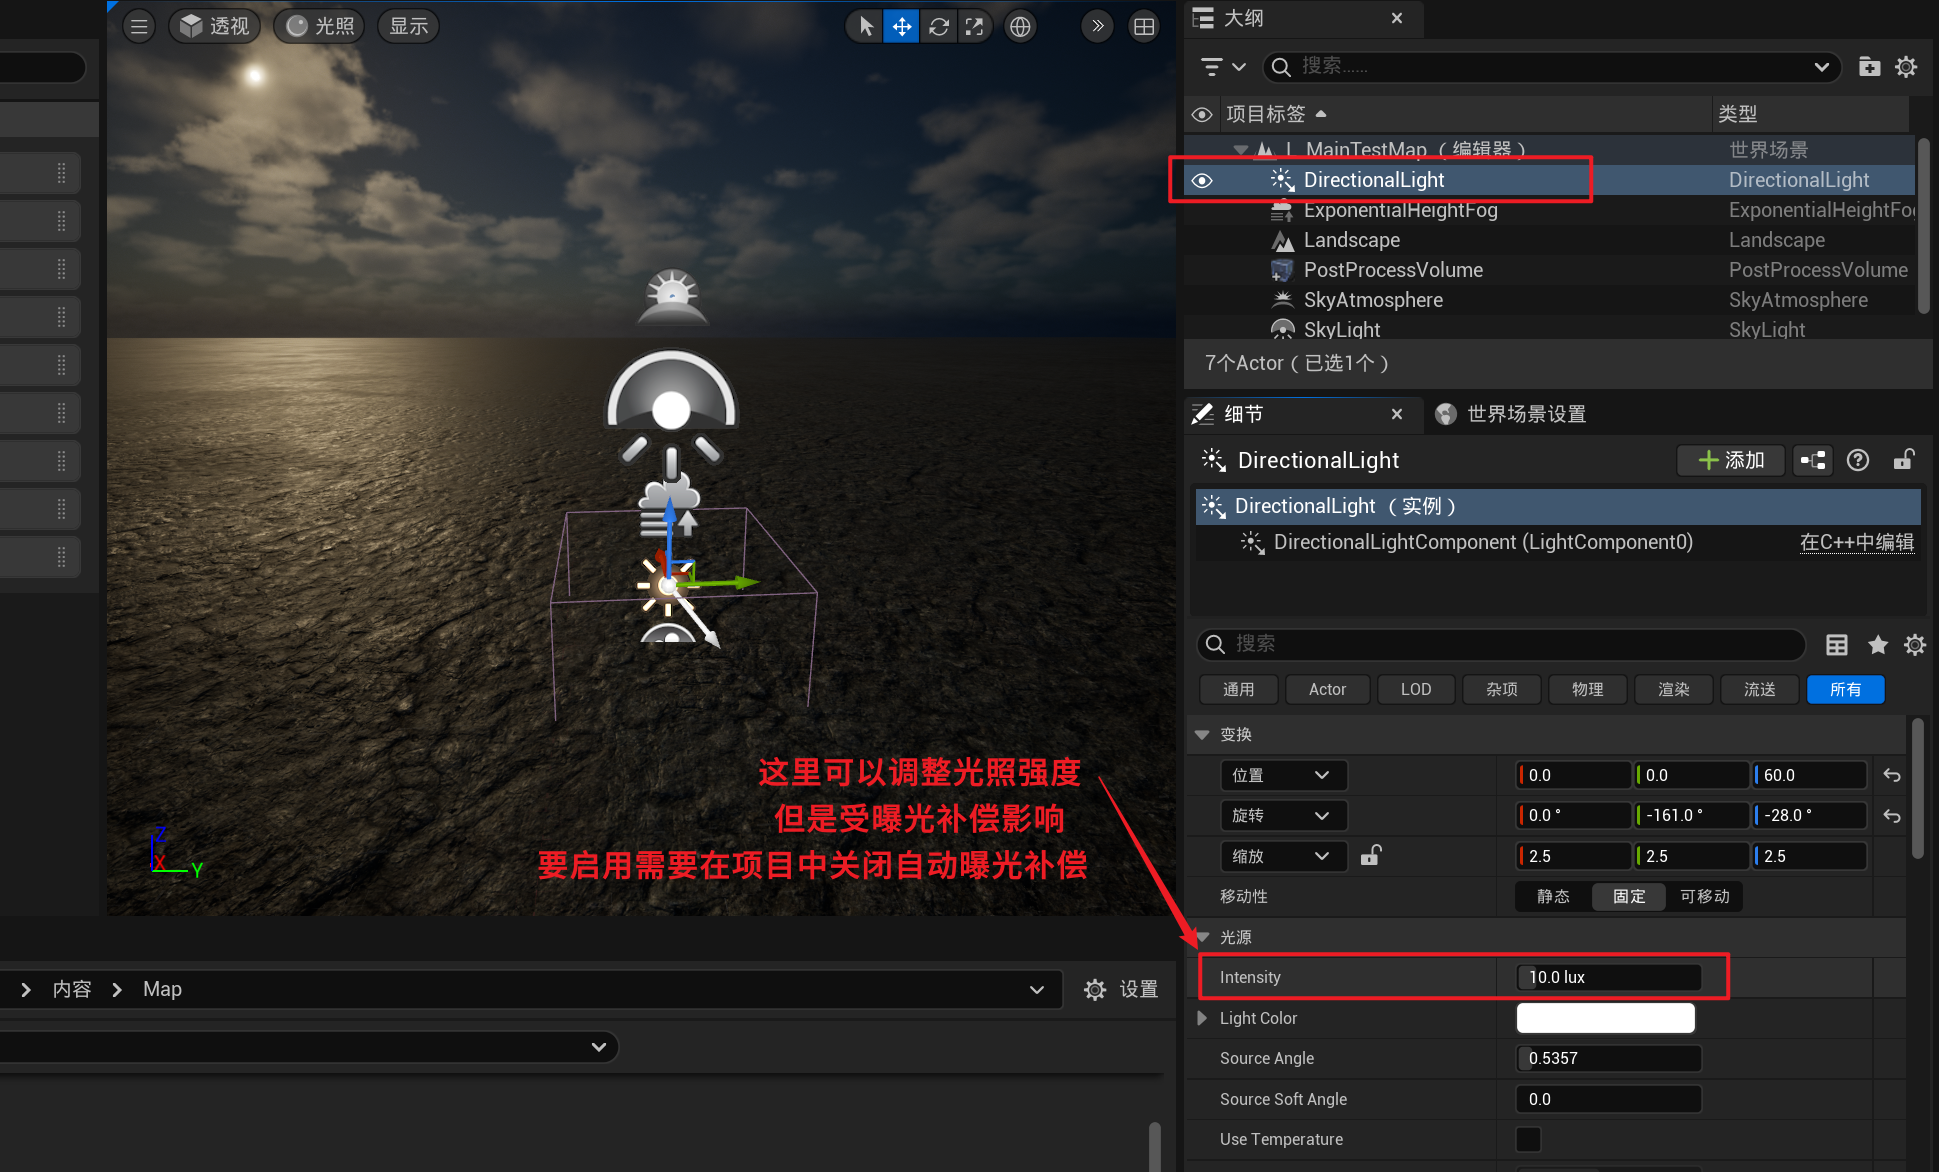 透视
光照
显示
大纲
搜索......
项目标签
类型
L_MainTestMap（编辑器）
世界场景
DirectionalLight
DirectionalLight
ExponentialHeightFog
ExponentialHeightFo
Landscape
Landscape
PostProcessVolume
PostProcessVolume
SkyAtmosphere
SkyAtmosphere
SkyLight
SkyLight
7个Actor（已选1个）
细节
世界场景设置
DirectionalLight
添加
DirectionalLight（实例）
DirectionalLightComponent (LightComponent0)
在C++中编辑
搜索
通用
Actor
LOD
杂项
物理
渲染
流送
所有
变换
位置
0.0
0.0
60.0
旋转
0.0 °
-161.0 °
-28.0 °
缩放
2.5
2.5
2.5
移动性
静态
固定
可移动
光源
Intensity
10.0 lux
Light Color
Source Angle
0.5357
Source Soft Angle
0.0
Use Temperature
这里可以调整光照强度
但是受曝光补偿影响
要启用需要在项目中关闭自动曝光补偿
Z
X
Y
内容
Map
设置